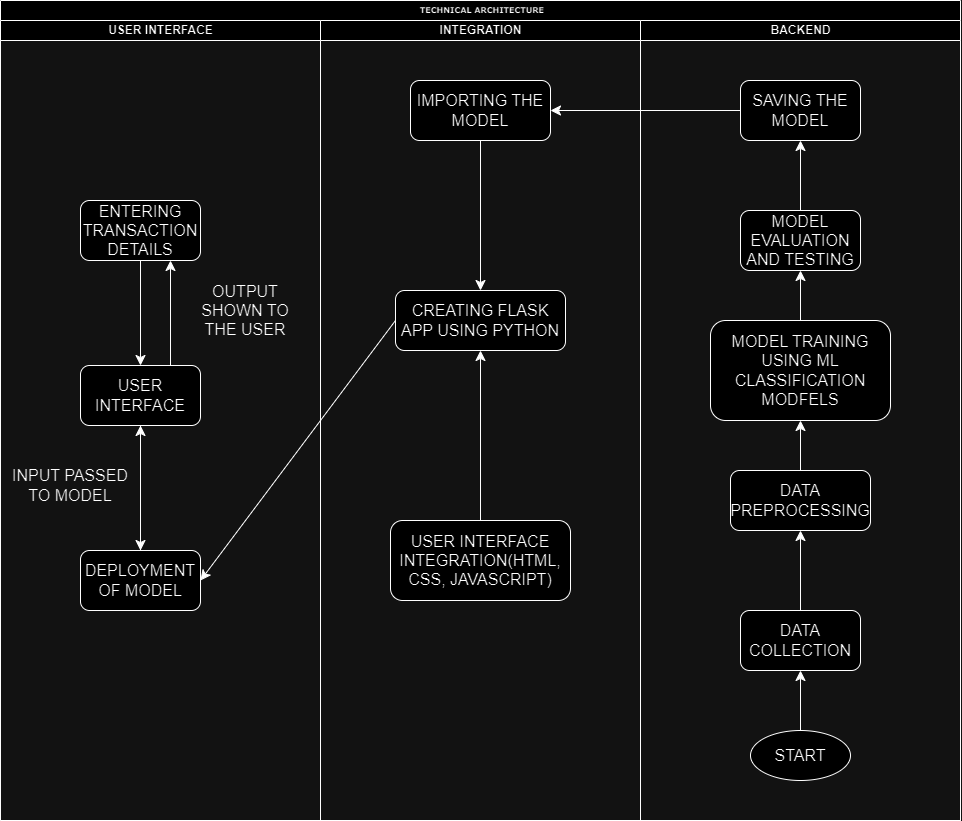 TECHNICAL ARCHITECTURE
USER INTERFACE
INTEGRATION
BACKEND
ENTERING
TRANSACTION
DETAILS
OUTPUT
SHOWN TO
THE USER
USER
INTERFACE
INPUT PASSED
TO MODEL
DEPLOYMENT
OF MODEL
IMPORTING THE
MODEL
CREATING FLASK
APP USING PYTHON
USER INTERFACE
INTEGRATION(HTML,
CSS, JAVASCRIPT)
SAVING THE
MODEL
MODEL
EVALUATION
AND TESTING
MODEL TRAINING
USING ML
CLASSIFICATION
MODFELS
DATA
PREPROCESSING
DATA
COLLECTION
START